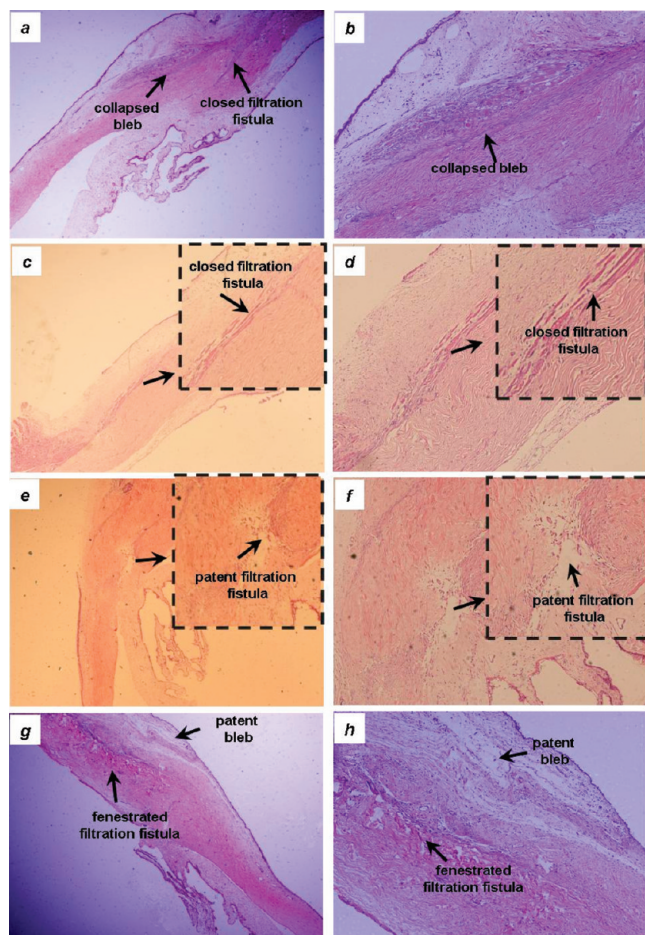 a
collapsed
bleb
closed filtration
fistula
b
collapsed bleb
c
closed filtration
fistula
d
closed filtration
fistula
e
patent filtration
fistula
f
patent filtration
fistula
g
patent
bleb
fenestrated
filtration fistula
h
patent
bleb
fenestrated
filtration fistula